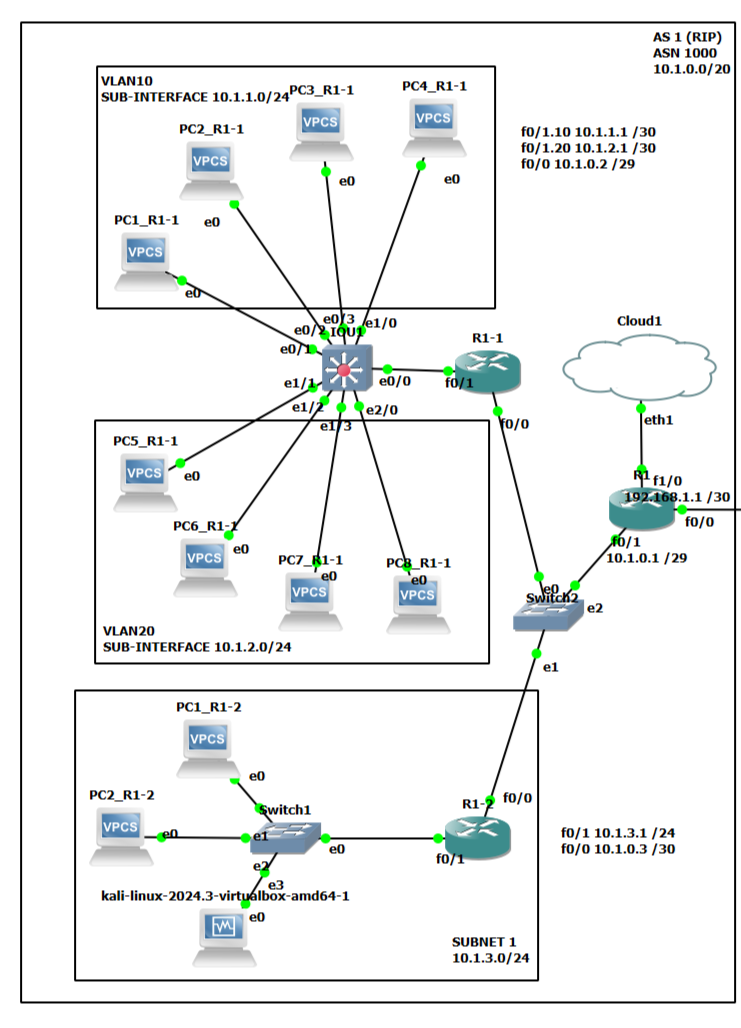 AS 1 (RIP)
ASN 1000
10.1.0.0/20
VLAN10
SUB-INTERFACE 10.1.1.0/24
PC3_R1-1
VPCS
e0
PC4_R1-1
VPCS
e0
PC2_R1-1
VPCS
e0
PC1_R1-1
VPCS
e0
f0/1.10 10.1.1.1 /30
f0/1.20 10.1.2.1 /30
f0/0 10.1.0.2 /29
e0/3
e1/0
e0/2
IOU1
e0/1
e0/0
e1/1
e1/2
e1/3
e2/0
R1-1
f0/1
f0/0
Cloud1
eth1
R1
f1/0
192.168.1.1 /30
f0/0
f0/1
10.1.0.1 /29
PC5_R1-1
VPCS
e0
PC6_R1-1
VPCS
e0
PC7_R1-1
VPCS
e0
PC8_R1-1
VPCS
e0
VLAN20
SUB-INTERFACE 10.1.2.0/24
e0
Switch2
e2
e1
PC1_R1-2
VPCS
e0
PC2_R1-2
VPCS
e0
Switch1
e1
e0
e2
e3
R1-2
f0/0
f0/1
f0/1 10.1.3.1 /24
f0/0 10.1.0.3 /30
kali-linux-2024.3-virtualbox-amd64-1
e0
SUBNET 1
10.1.3.0/24